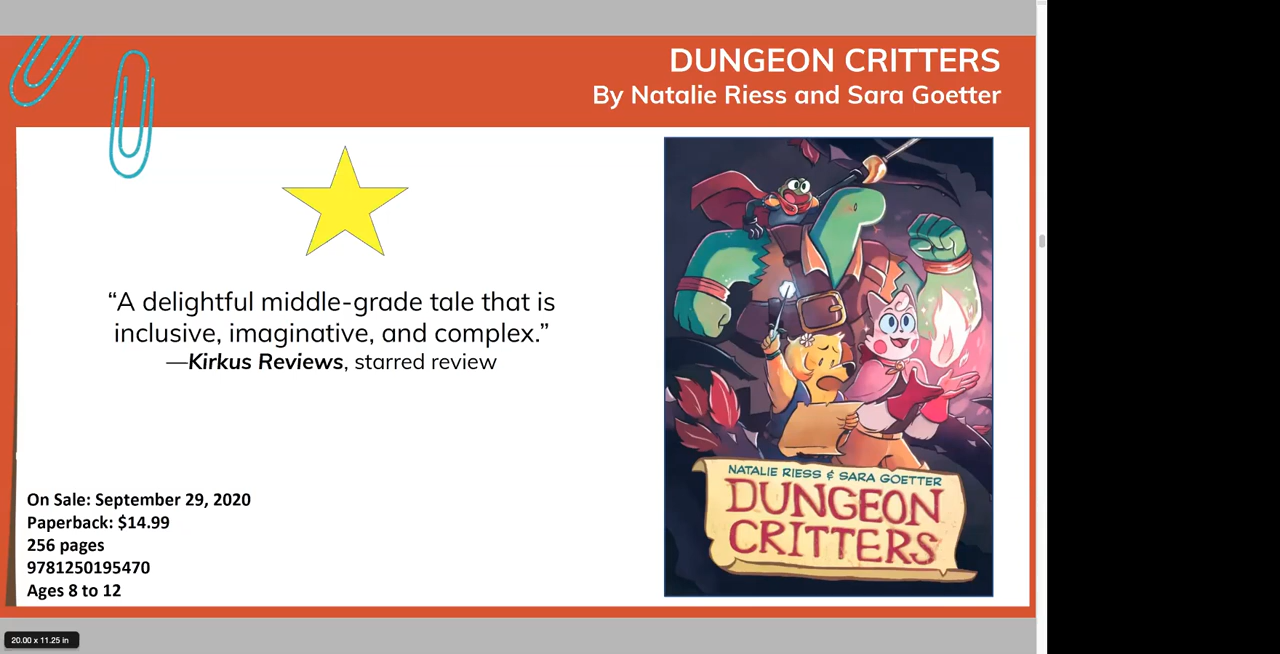 DUNGEON CRITTERS
By Natalie Riess and Sara Goetter
“A delightful middle-grade tale that is
inclusive, imaginative, and complex.”
—Kirkus Reviews, starred review
On Sale: September 29, 2020
Paperback: $14.99
256 pages
9781250195470
Ages 8 to 12
NATALIE RIESS & SARA GOETTER
DUNGEON
CRITTERS
20.00 x 11.25 in